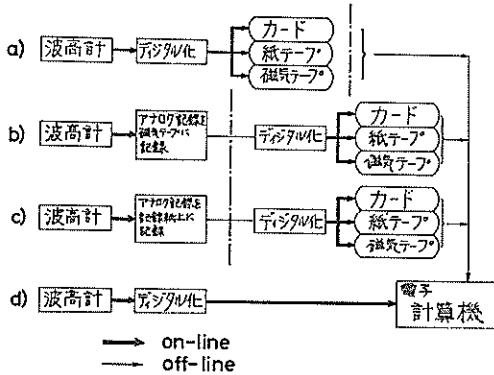 a) 波高計 ディジタル化 カード
紙テープ
磁気テープ
b) 波高計 アナログ記録を
磁気テープに
記録
ディジタル化 カード
紙テープ
磁気テープ
c) 波高計 アナログ記録を
記録紙上に
記録
ディジタル化 カード
紙テープ
磁気テープ
d) 波高計 ディジタル化 電子
計算機
on-line
off-line